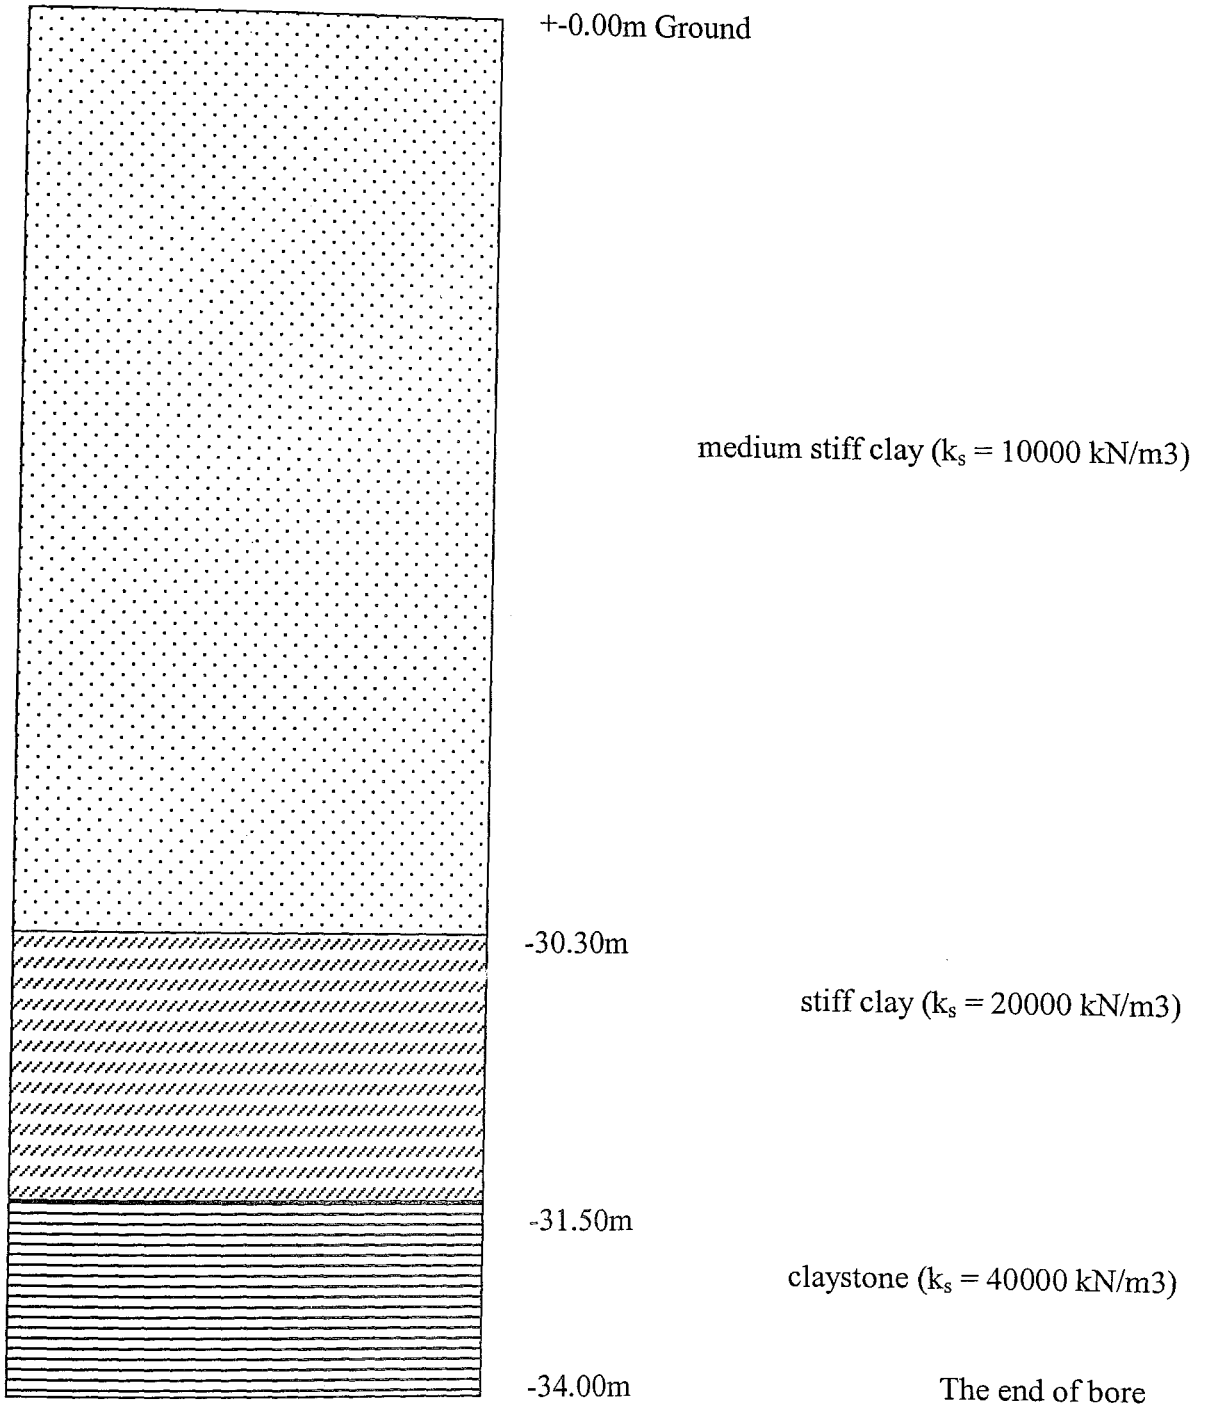 +-0.00m Ground
medium stiff clay (ks = 10000 kN/m3)
-30.30m
stiff clay (ks = 20000 kN/m3)
-31.50m
claystone (ks = 40000 kN/m3)
-34.00m
The end of bore